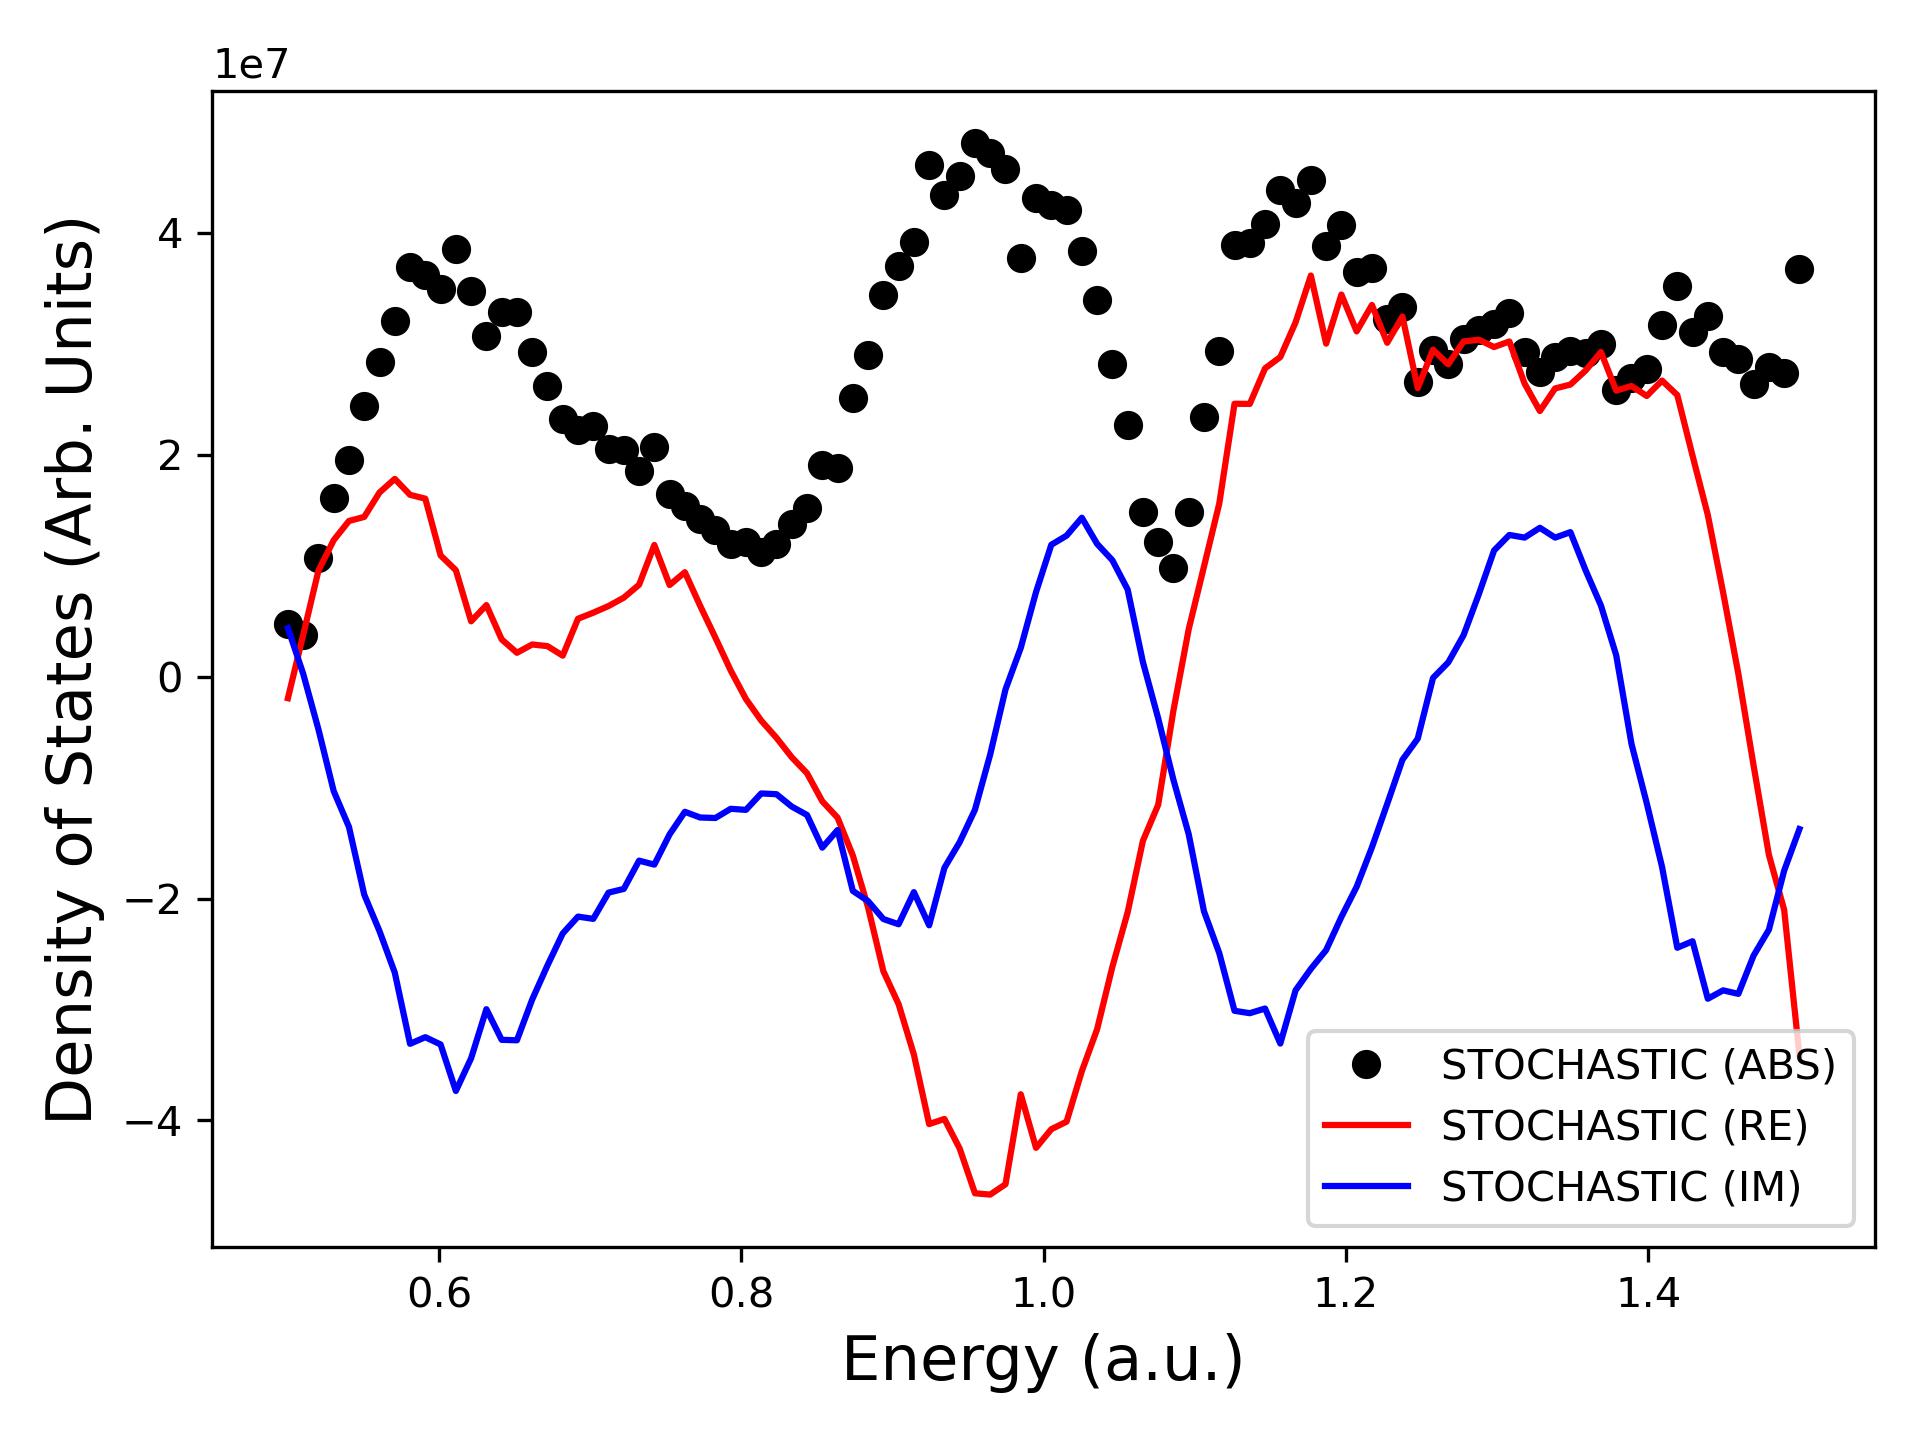 1e7
Density of States (Arb. Units)
4
2
0
−2
−4
STOCHASTIC (ABS)
STOCHASTIC (RE)
STOCHASTIC (IM)
0.6 0.8 1.0 1.2 1.4
Energy (a.u.)